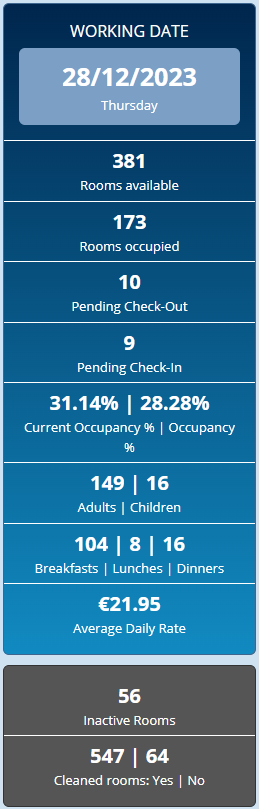 WORKING DATE
28/12/2023
Thursday
381
Rooms available
173
Rooms occupied
10
Pending Check-Out
9
Pending Check-In
31.14% | 28.28%
Current Occupancy % | Occupancy
%
149 | 16
Adults | Children
104 | 8 | 16
Breakfasts | Lunches | Dinners
€21.95
Average Daily Rate
56
Inactive Rooms
547 | 64
Cleaned rooms: Yes | No